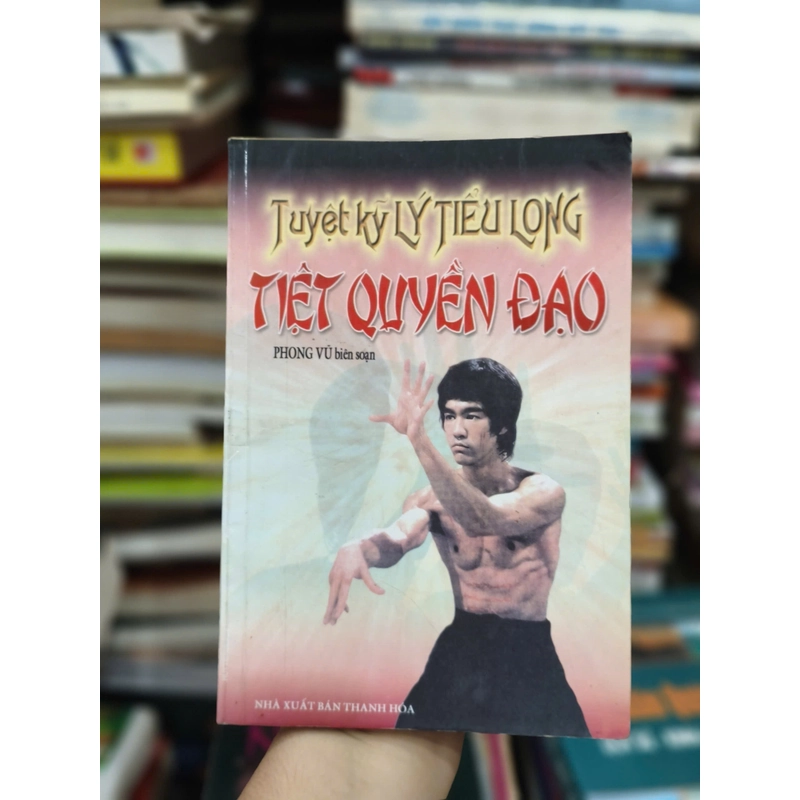 Tuyệt kỹ LÝ TIỂU LONG
TIỆT QUYỀN ĐẠO
PHONG VŨ biên soạn
NHÀ XUẤT BẢN THANH HÓA